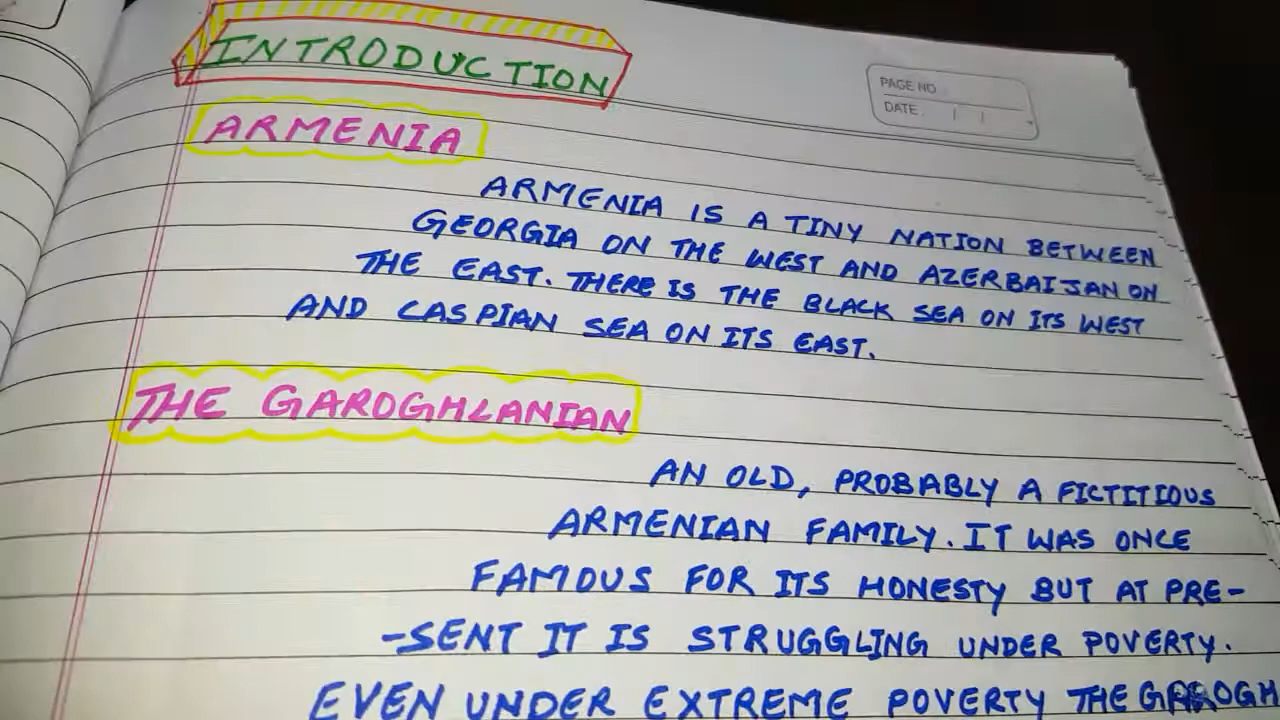 INTRODUCTION
PAGE NO
DATE / /
ARMENIA
ARMENIA IS A TINY NATION BETWEEN
GEORGIA ON THE WEST AND AZERBAIJAN ON
THE EAST. THERE IS THE BLACK SEA ON ITS WEST
AND CASPIAN SEA ON ITS EAST.
THE GAROGHLANIAN
AN OLD, PROBABLY A FICTITIOUS
ARMENIAN FAMILY. IT WAS ONCE
FAMOUS FOR ITS HONESTY BUT AT PRE-
-SENT IT IS STRUGGLING UNDER POVERTY.
EVEN UNDER EXTREME POVERTY THE GAROGH